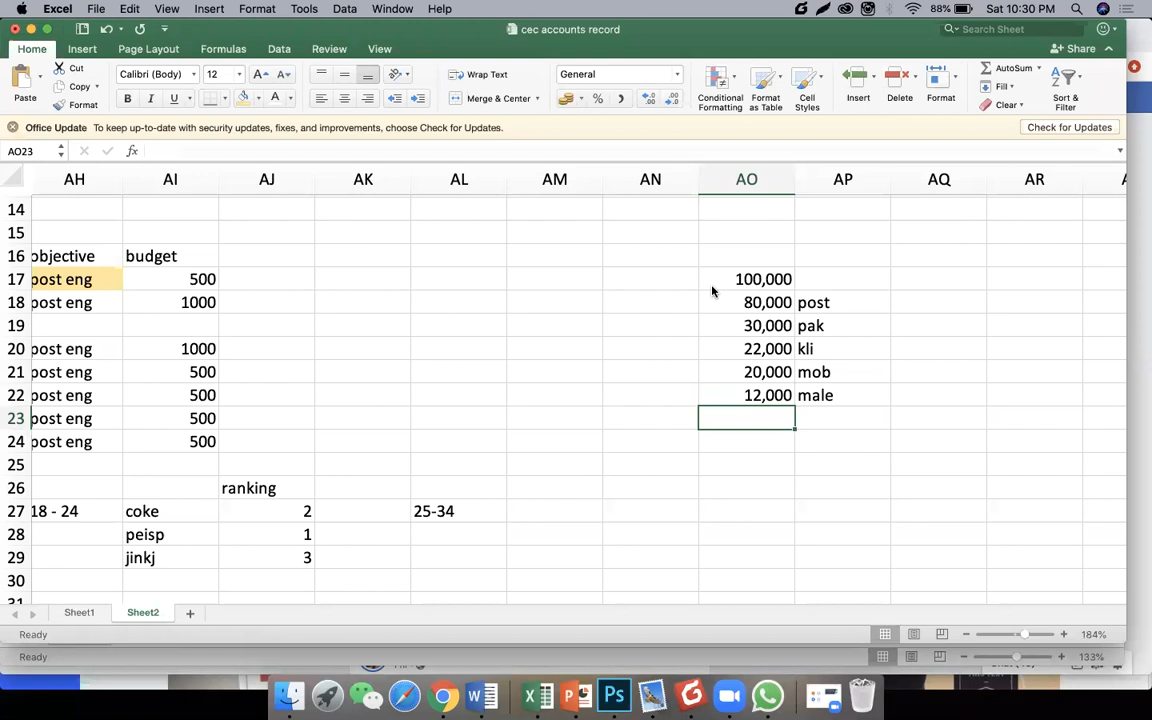 Excel File Edit View Insert Format Tools Data Window Help 88% Sat 10:30 PM
cec accounts record Search Sheet
Home Insert Page Layout Formulas Data Review View Share
Paste Cut Copy Format
Calibri (Body) 12 A A
B I U A
Wrap Text
Merge & Center
General
%
Conditional Formatting
Format as Table
Cell Styles
Insert Delete Format
AutoSum
Fill
Clear
Sort & Filter
Office Update To keep up-to-date with security updates, fixes, and improvements, choose Check for Updates. Check for Updates
AO23 fx
AH AI AJ AK AL AM AN AO AP AQ AR
14
15
16 objective budget
17 post eng 500 100,000
18 post eng 1000 80,000 post
19 30,000 pak
20 post eng 1000 22,000 kli
21 post eng 500 20,000 mob
22 post eng 500 12,000 male
23 post eng 500
24 post eng 500
25
26 ranking
27 18 - 24 coke 2 25-34
28 peisp 1
29 jinkj 3
30
31
Sheet1 Sheet2 +
Ready 184%
Ready 133%
W X P Ps